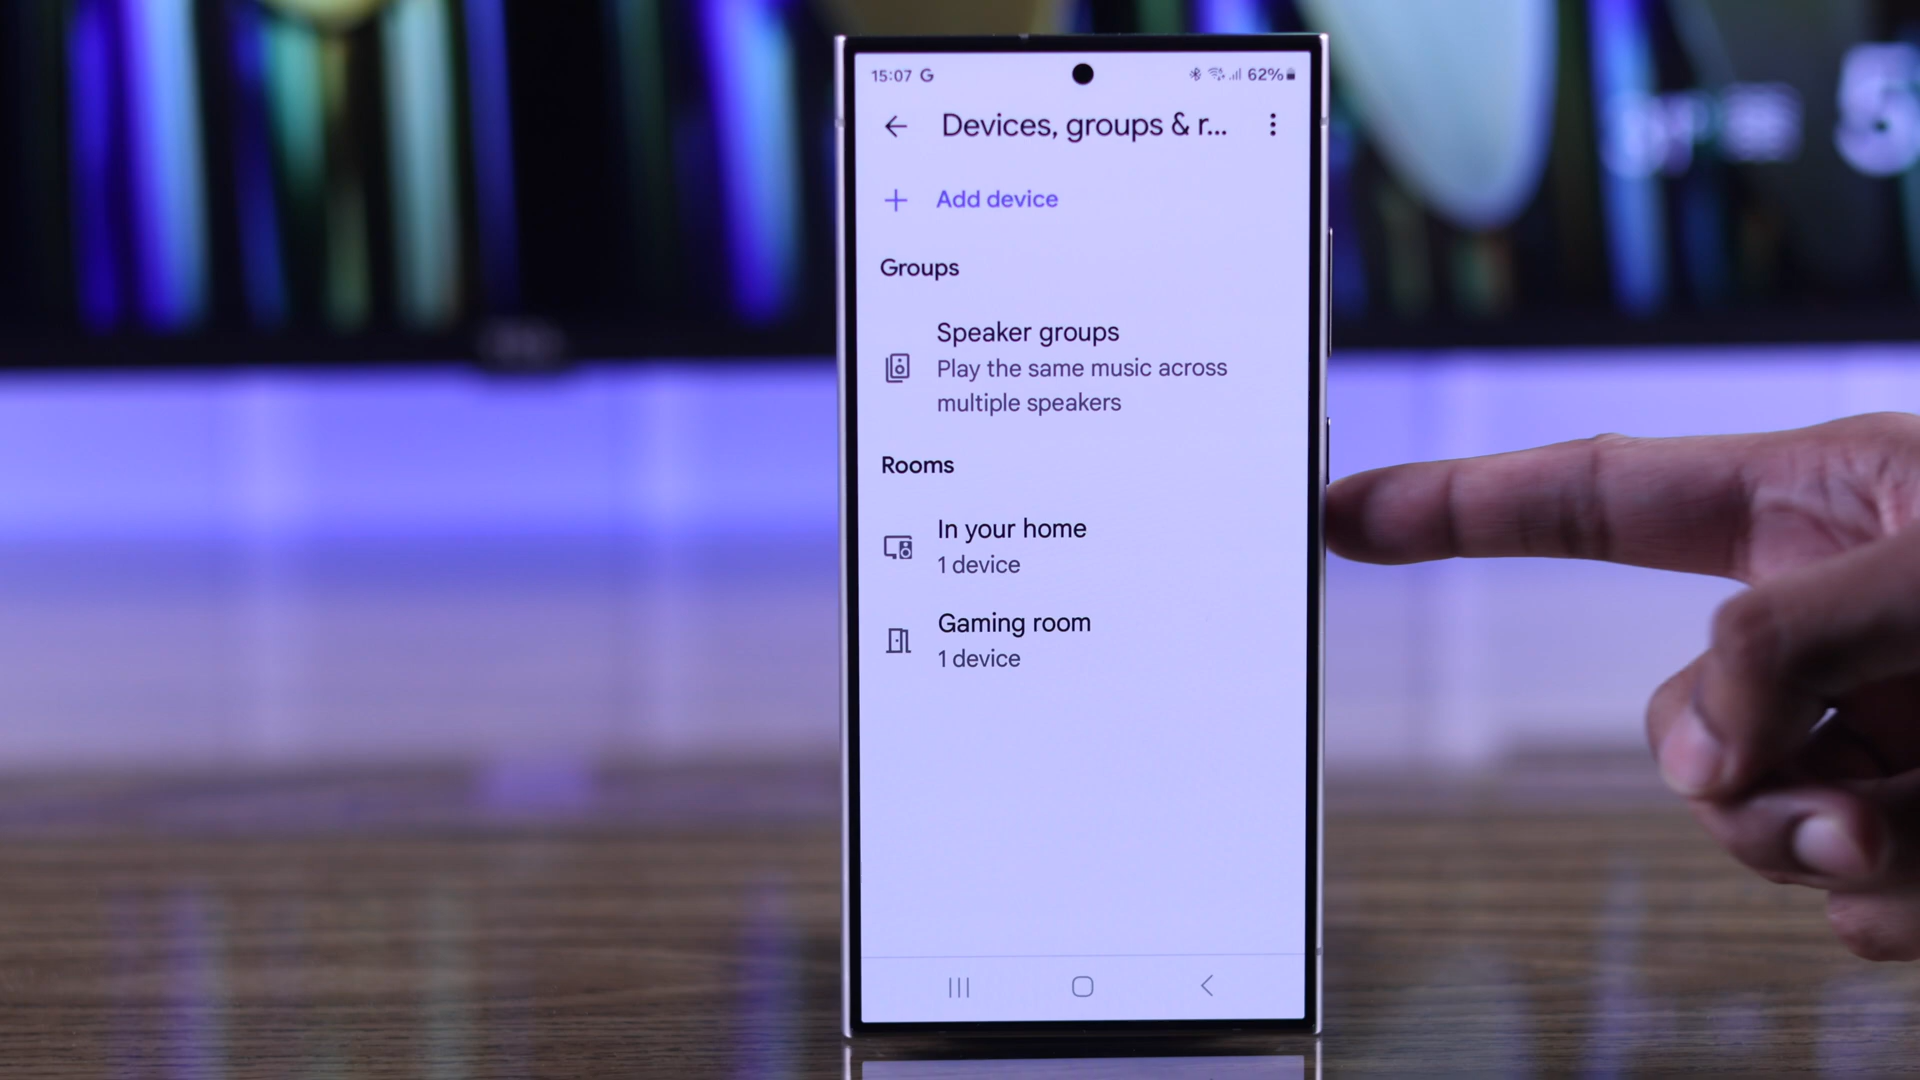 15:07 G 62%
Devices, groups & r...
Add device
Groups
Speaker groups
Play the same music across
multiple speakers
Rooms
In your home
1 device
Gaming room
1 device